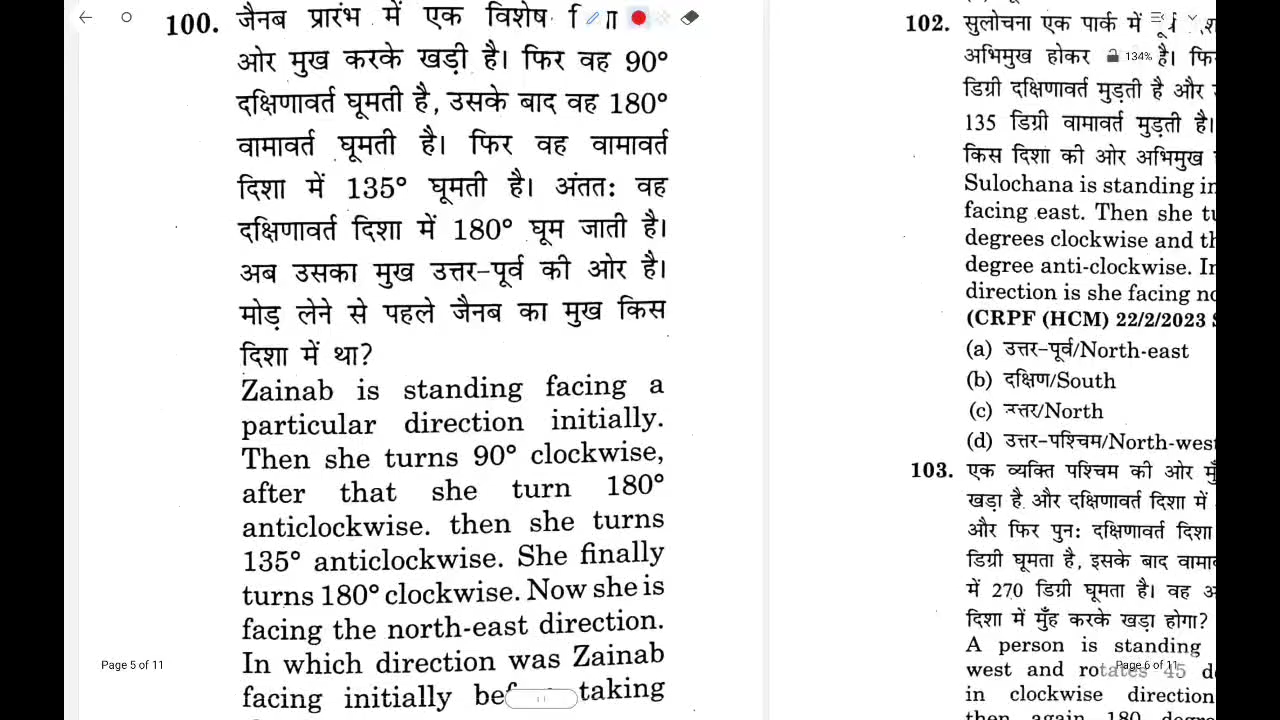 100. जैनब प्रारंभ में एक विशेष
ओर मुख करके खड़ी है। फिर वह 90°
दक्षिणावर्त घूमती है, उसके बाद वह 180°
वामावर्त घूमती है। फिर वह वामावर्त
दिशा में 135° घूमती है। अंततः वह
दक्षिणावर्त दिशा में 180° घूम जाती है।
अब उसका मुख उत्तर-पूर्व की ओर है।
मोड़ लेने से पहले जैनब का मुख किस
दिशा में था?
Zainab is standing facing a
particular direction initially.
Then she turns 90° clockwise,
after that she turn 180°
anticlockwise. then she turns
135° anticlockwise. She finally
turns 180° clockwise. Now she is
facing the north-east direction.
In which direction was Zainab
facing initially taking
Page 5 of 11
102. सुलोचना एक पार्क में
अभिमुख होकर है।
134%
डिग्री दक्षिणावर्त मुड़ती है और
135 डिग्री वामावर्त मुड़ती है।
किस दिशा की ओर अभिमुख
Sulochana is standing in
facing east. Then she
degrees clockwise and
degree anti-clockwise. In
direction is she facing
(CRPF (HCM) 22/2/2023
(a) उत्तर-पूर्व/North-east
(b) दक्षिण/South
(c) उत्तर/North
(d) उत्तर-पश्चिम/North-west
103. एक व्यक्ति पश्चिम की ओर
खड़ा है. और दक्षिणावर्त दिशा में
और फिर पुनः दक्षिणावर्त दिशा
डिग्री घूमता है, इसके बाद
में 270 डिग्री घूमता है। वह
दिशा में मुँह करके खड़ा होगा?
A person is standing
west and rotates 45
Page 6 of 11
in clockwise direction
then again 180